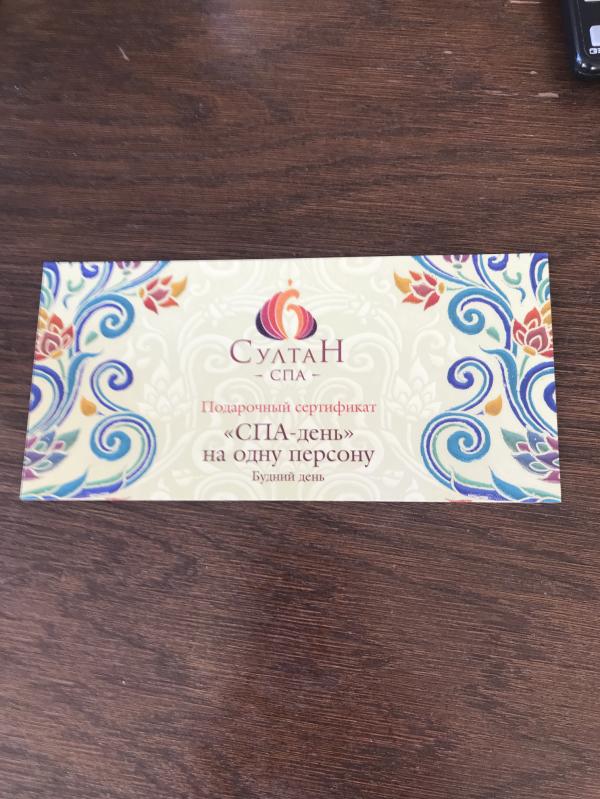 Султан
– СПА –
Подарочный сертификат
«СПА-день»
на одну персону
Будний день